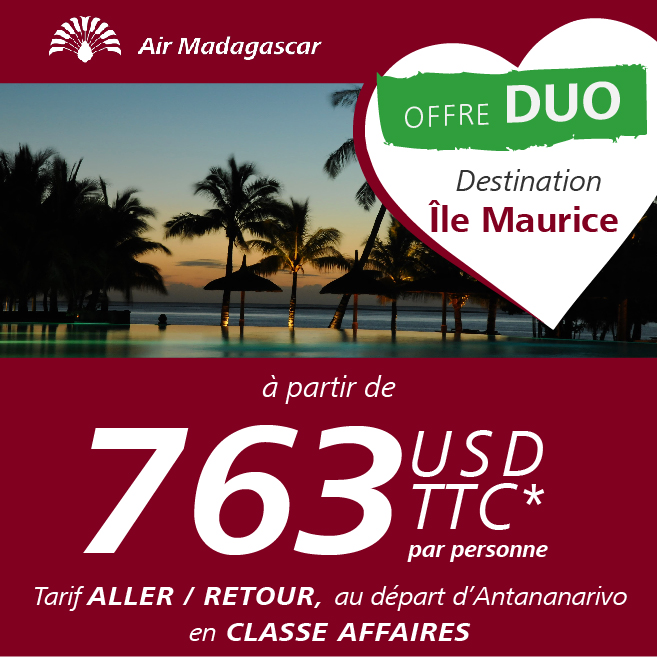 Air Madagascar
OFFRE DUO
Destination
Île Maurice
à partir de
763 USD
TTC*
par personne
Tarif ALLER / RETOUR, au départ d'Antananarivo
en CLASSE AFFAIRES